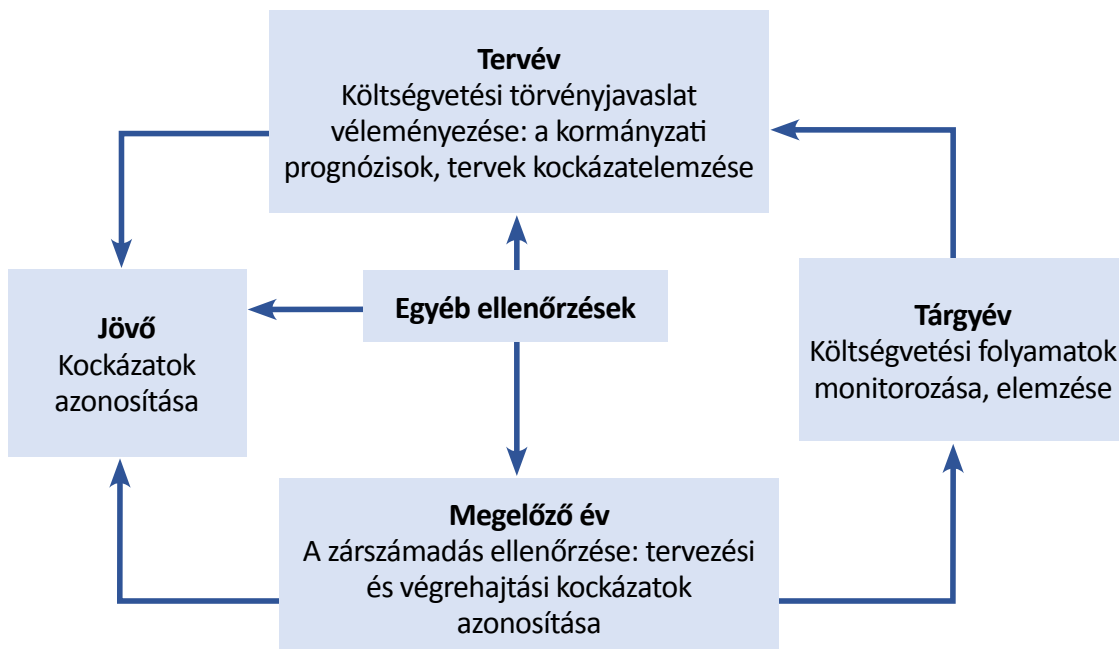 Tervév
Költségvetési törvényjavaslat
véleményezése: a kormányzati
prognózisok, tervek kockázatelemzése
Egyéb ellenőrzések
Jövő
Kockázatok
azonosítása
Tárgyév
Költségvetési folyamatok
monitorozása, elemzése
Megelőző év
A zárszámadás ellenőrzése: tervezési
és végrehajtási kockázatok
azonosítása